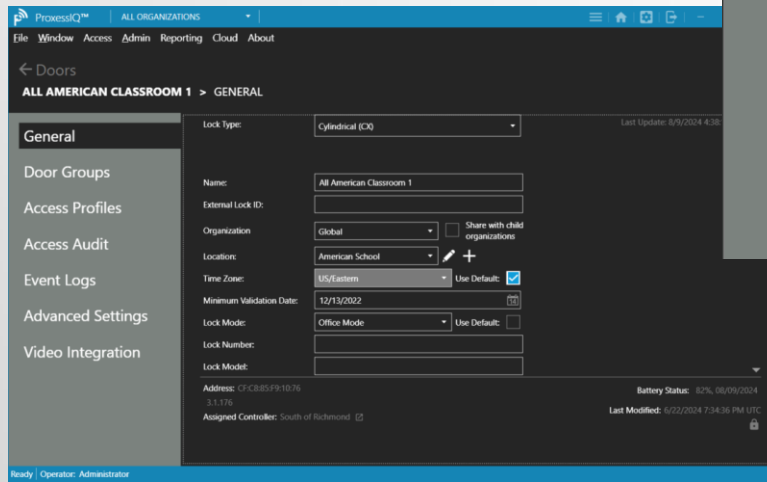 ProxessIQ™ ALL ORGANIZATIONS
File Window Access Admin Reporting Cloud About
Doors
ALL AMERICAN CLASSROOM 1 > GENERAL
General
Door Groups
Access Profiles
Access Audit
Event Logs
Advanced Settings
Video Integration
Lock Type: Cylindrical (CX)
Last Update: 8/9/2024 4:38:
Name: All American Classroom 1
External Lock ID:
Organization Global Share with child
organizations
Location: American School
Time Zone: US/Eastern Use Default:
Minimum Validation Date: 12/13/2022 14
Lock Mode: Office Mode Use Default:
Lock Number:
Lock Model:
Address: CF:CB:85:F9:10:76
3.1.176
Assigned Controller: South of Richmond
Battery Status: 82%, 08/09/2024
Last Modified: 6/22/2024 7:34:36 PM UTC
Ready Operator: Administrator